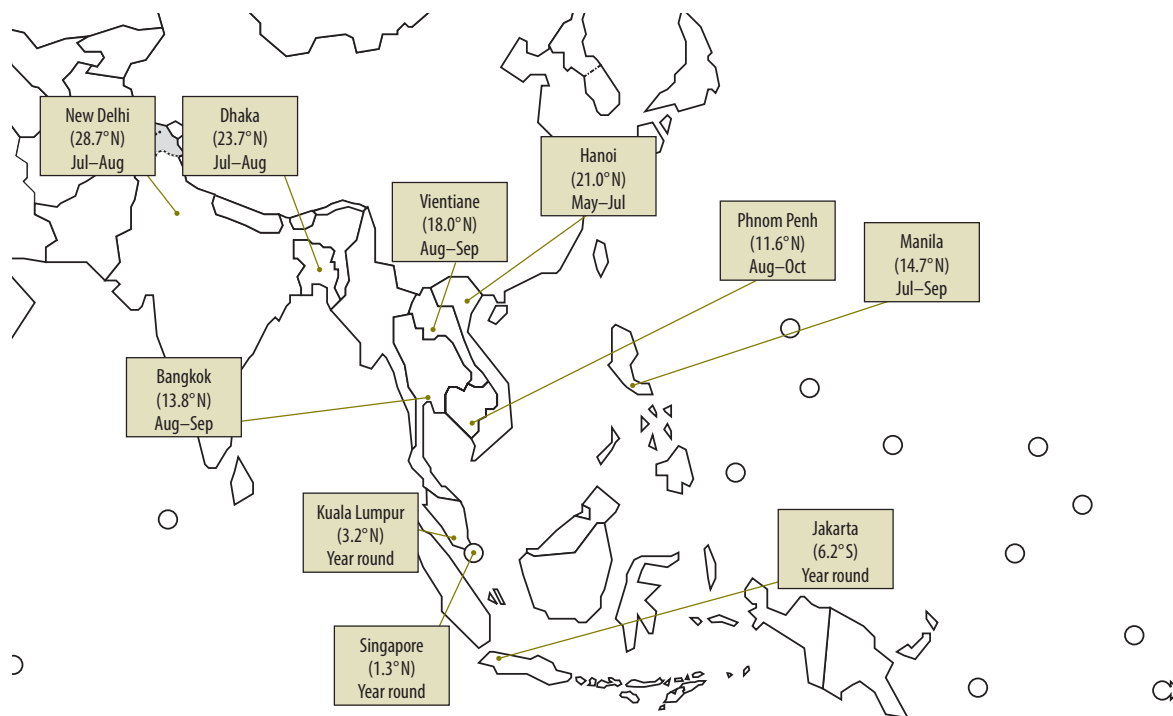 New Delhi
(28.7°N)
Jul–Aug
Dhaka
(23.7°N)
Jul–Aug
Hanoi
(21.0°N)
May–Jul
Vientiane
(18.0°N)
Aug–Sep
Phnom Penh
(11.6°N)
Aug–Oct
Manila
(14.7°N)
Jul–Sep
Bangkok
(13.8°N)
Aug–Sep
Kuala Lumpur
(3.2°N)
Year round
Jakarta
(6.2°S)
Year round
Singapore
(1.3°N)
Year round